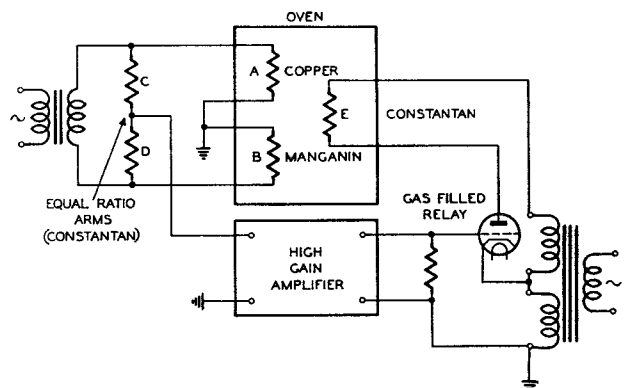 OVEN
C
A
COPPER
E
CONSTANTAN
D
B
MANGANIN
~
EQUAL RATIO
ARMS
(CONSTANTAN)
GAS FILLED
RELAY
HIGH
GAIN
AMPLIFIER
~